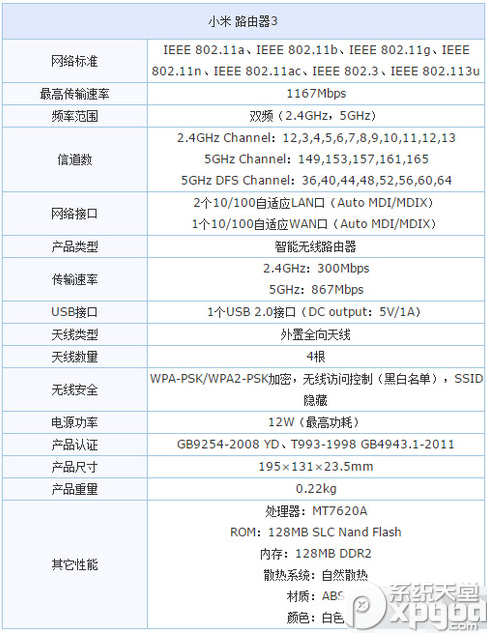 小米 路由器3
网络标准
IEEE 802.11a、IEEE 802.11b、IEEE 802.11g、IEEE
802.11n、IEEE 802.11ac、IEEE 802.3、IEEE 802.113u
最高传输速率
1167Mbps
频率范围
双频（2.4GHz，5GHz）
信道数
2.4GHz Channel：12,3,4,5,6,7,8,9,10,11,12,13
5GHz Channel：149,153,157,161,165
5GHz DFS Channel：36,40,44,48,52,56,60,64
网络接口
2个10/100自适应LAN口（Auto MDI/MDIX）
1个10/100自适应WAN口（Auto MDI/MDIX）
产品类型
智能无线路由器
传输速率
2.4GHz：300Mbps
5GHz：867Mbps
USB接口
1个USB 2.0接口（DC output：5V/1A）
天线类型
外置全向天线
天线数量
4根
无线安全
WPA-PSK/WPA2-PSK加密，无线访问控制（黑白名单），SSID
隐藏
电源功率
12W（最高功耗）
产品认证
GB9254-2008 YD、T993-1998 GB4943.1-2011
产品尺寸
195×131×23.5mm
产品重量
0.22kg
其它性能
处理器：MT7620A
ROM：128MB SLC Nand Flash
内存：128MB DDR2
散热系统：自然散热
材质：ABS
颜色：白色
系统天堂